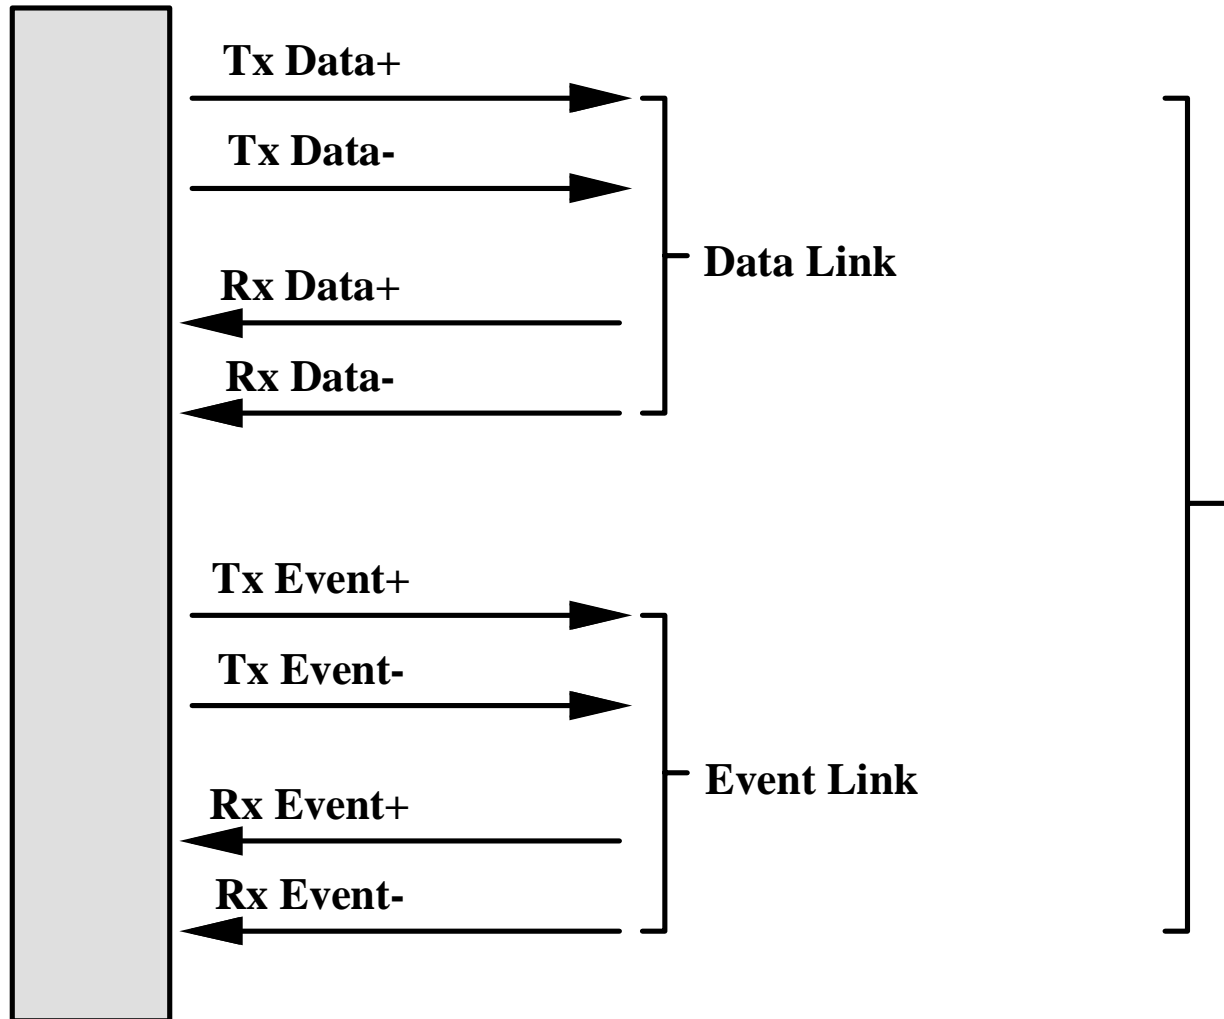 Tx Data+
Tx Data-
Data Link
Rx Data+
Rx Data-
Tx Event+
Tx Event-
Event Link
Rx Event+
Rx Event-